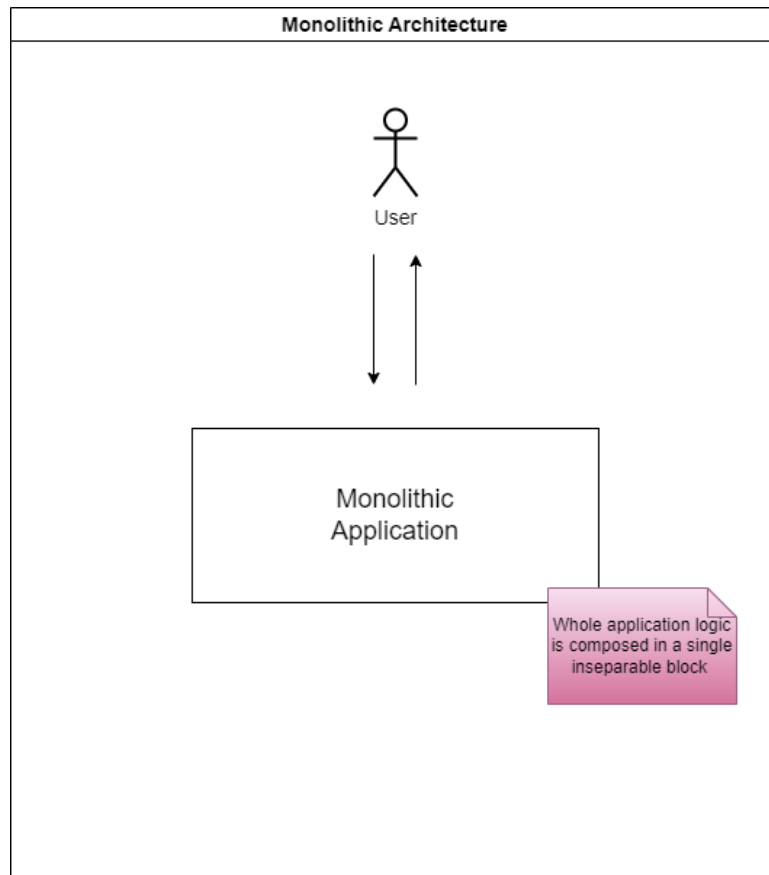 Monolithic Architecture
User
Monolithic
Application
Whole application logic
is composed in a single
inseparable block